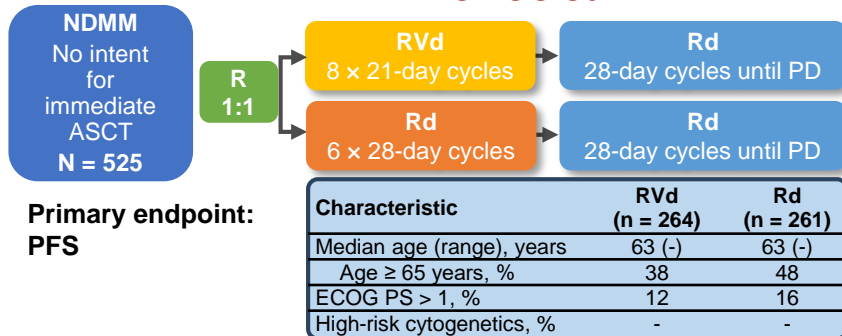 NDMM
No intent
for
immediate
ASCT
N = 525
R
1:1
RVd
8 × 21-day cycles
Rd
28-day cycles until PD
Rd
6 × 28-day cycles
Rd
28-day cycles until PD
Primary endpoint:
PFS
Characteristic RVd (n = 264) Rd (n = 261)
Median age (range), years 63 (-) 63 (-)
Age ≥ 65 years, % 38 48
ECOG PS > 1, % 12 16
High-risk cytogenetics, % - -